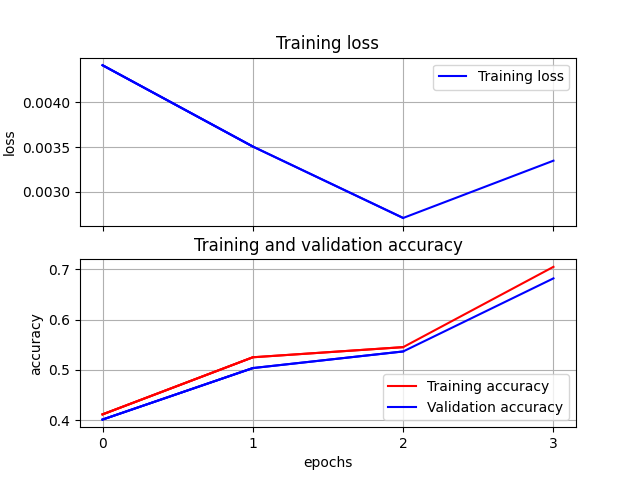 Training loss
Training loss
0.0040
0.0035
0.0030
loss
Training and validation accuracy
0.7
0.6
0.5
0.4
accuracy
Training accuracy
Validation accuracy
0 1 2 3
epochs